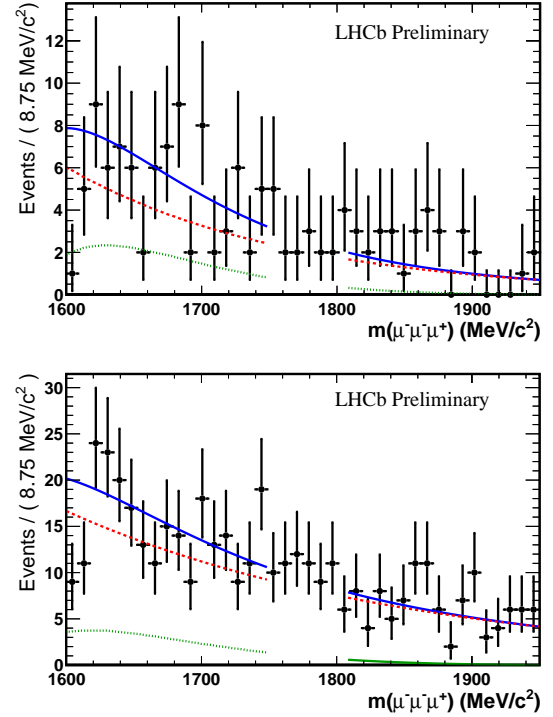 LHCb Preliminary
Events / ( 8.75 MeV/c² )
14
12
10
8
6
4
2
0
1600 1700 1800 1900
m(μ⁻μ⁻μ⁺) (MeV/c²)
LHCb Preliminary
Events / ( 8.75 MeV/c² )
30
25
20
15
10
5
0
1600 1700 1800 1900
m(μ⁻μ⁻μ⁺) (MeV/c²)